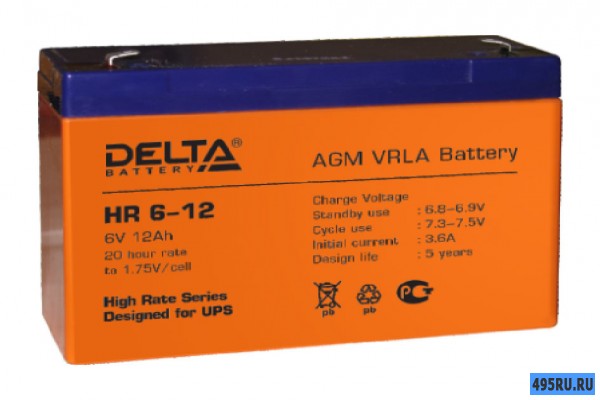 DELTA®
BATTERY
HR 6-12
6V 12Ah
20 hour rate
to 1.75V/cell
High Rate Series
Designed for UPS
AGM VRLA Battery
Charge Voltage
Standby use : 6.8-6.9V
Cycle use : 7.3-7.5V
Initial current : 3.6A
Design life : 5 years
pb pb
495RU.RU